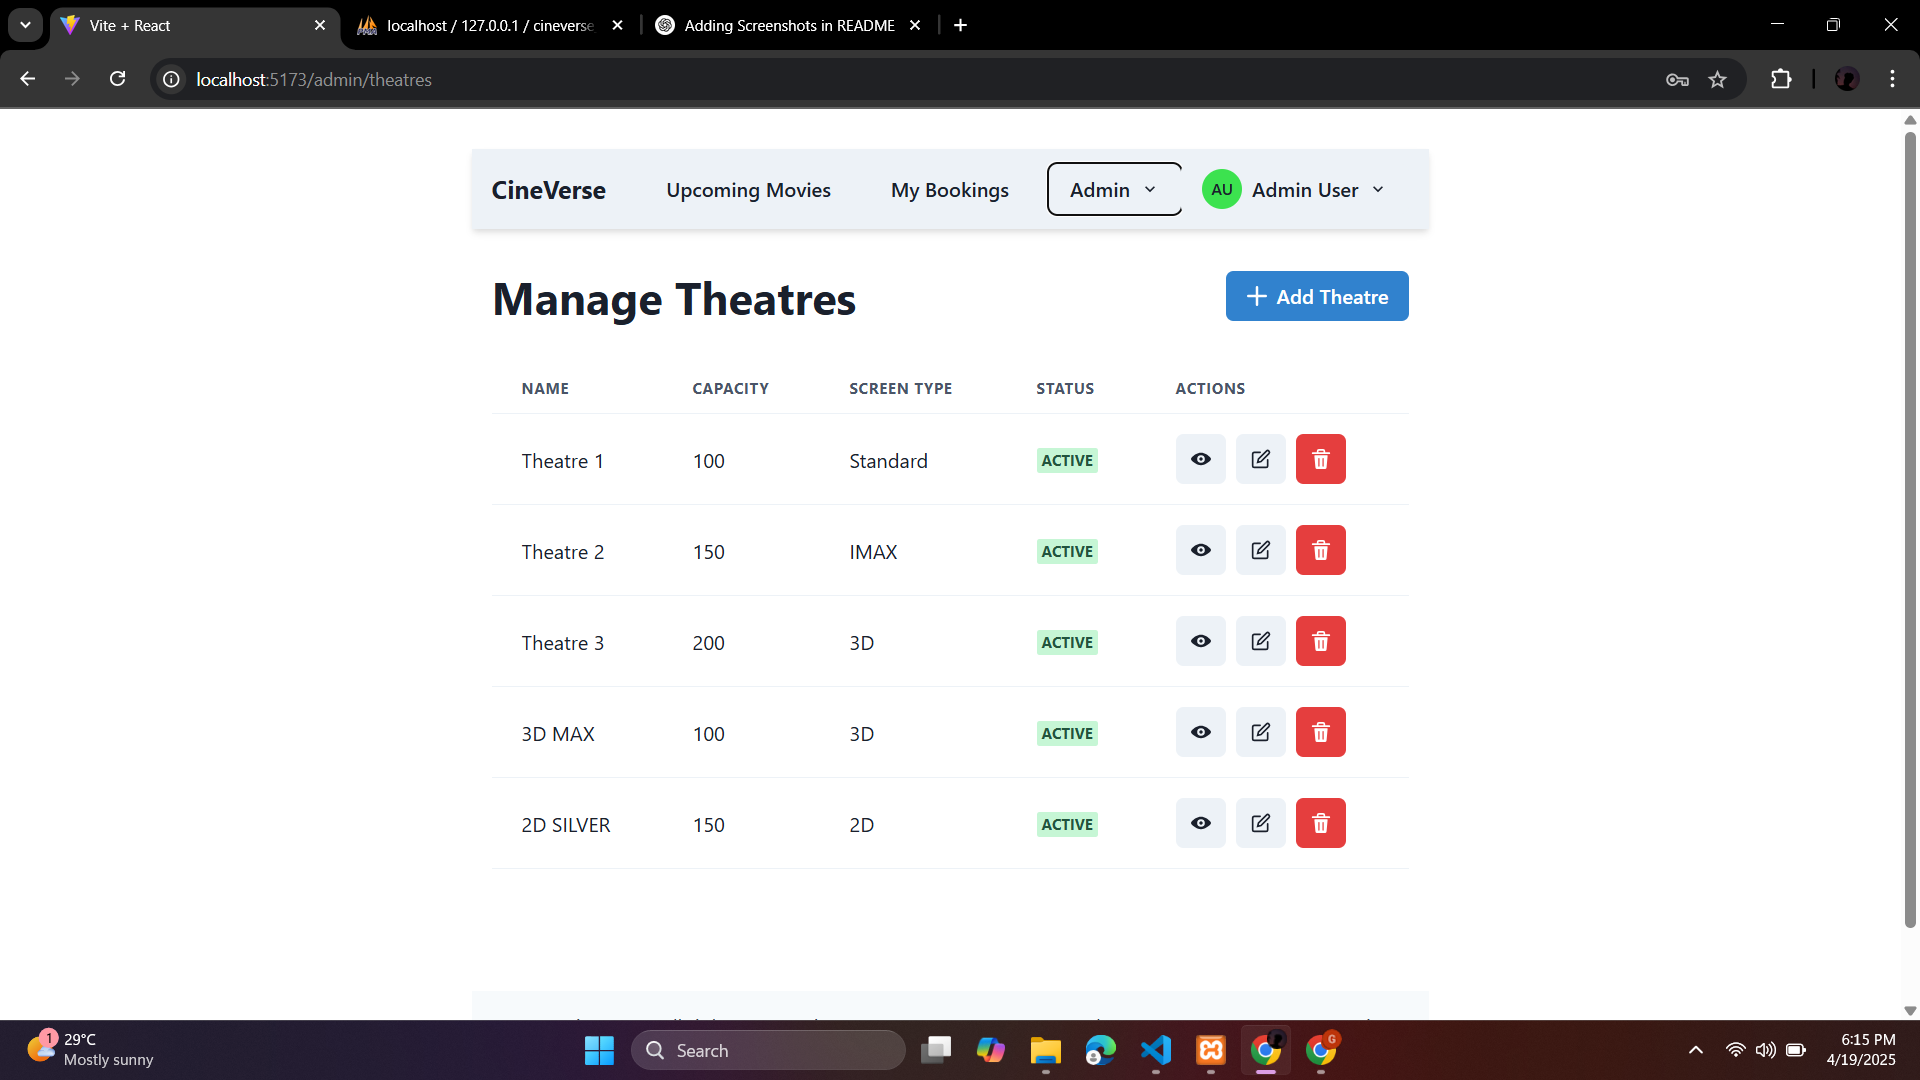 Vite + React
localhost / 127.0.0.1 / cineverse
Adding Screenshots in README
localhost:5173/admin/theatres
CineVerse
Upcoming Movies
My Bookings
Admin
AU
Admin User
Manage Theatres
Add Theatre
NAME CAPACITY SCREEN TYPE STATUS ACTIONS
Theatre 1 100 Standard ACTIVE
Theatre 2 150 IMAX ACTIVE
Theatre 3 200 3D ACTIVE
3D MAX 100 3D ACTIVE
2D SILVER 150 2D ACTIVE
1
29°C
Mostly sunny
Search
G
6:15 PM
4/19/2025